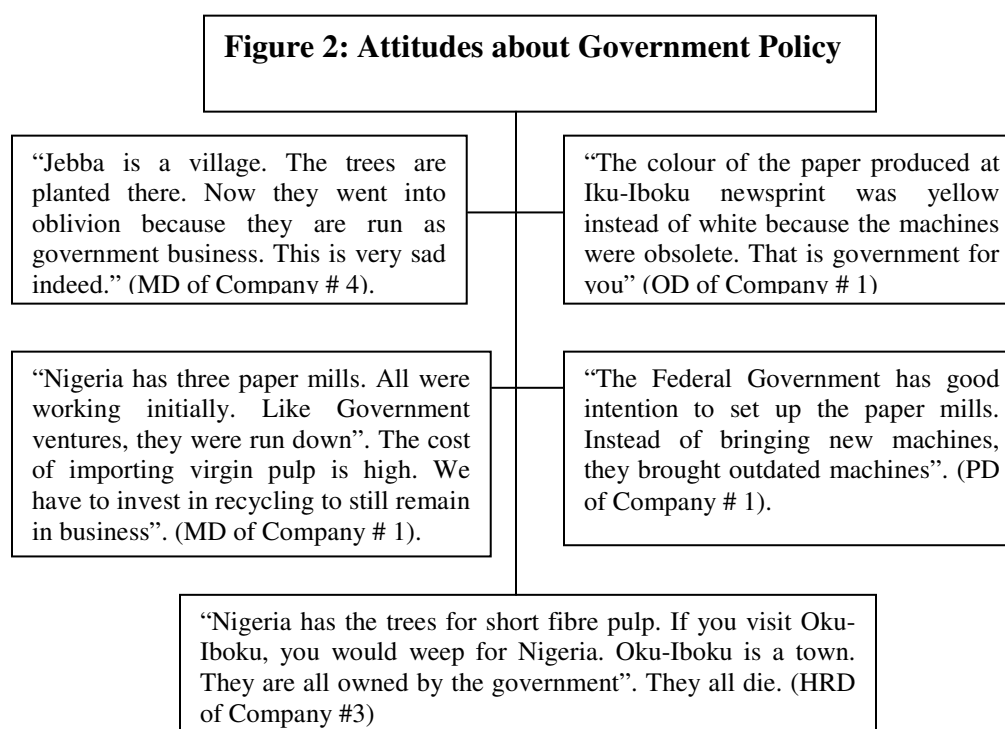 Figure 2: Attitudes about Government Policy
“Jebba is a village. The trees are
planted there. Now they went into
oblivion because they are run as
government business. This is very sad
indeed.” (MD of Company # 4).
“The colour of the paper produced at
Iku-Iboku newsprint was yellow
instead of white because the machines
were obsolete. That is government for
you” (OD of Company # 1)
“Nigeria has three paper mills. All were
working initially. Like Government
ventures, they were run down”. The cost
of importing virgin pulp is high. We
have to invest in recycling to still remain
in business”. (MD of Company # 1).
“The Federal Government has good
intention to set up the paper mills.
Instead of bringing new machines,
they brought outdated machines”. (PD
of Company # 1).
“Nigeria has the trees for short fibre pulp. If you visit Oku-
Iboku, you would weep for Nigeria. Oku-Iboku is a town.
They are all owned by the government”. They all die. (HRD
of Company #3)